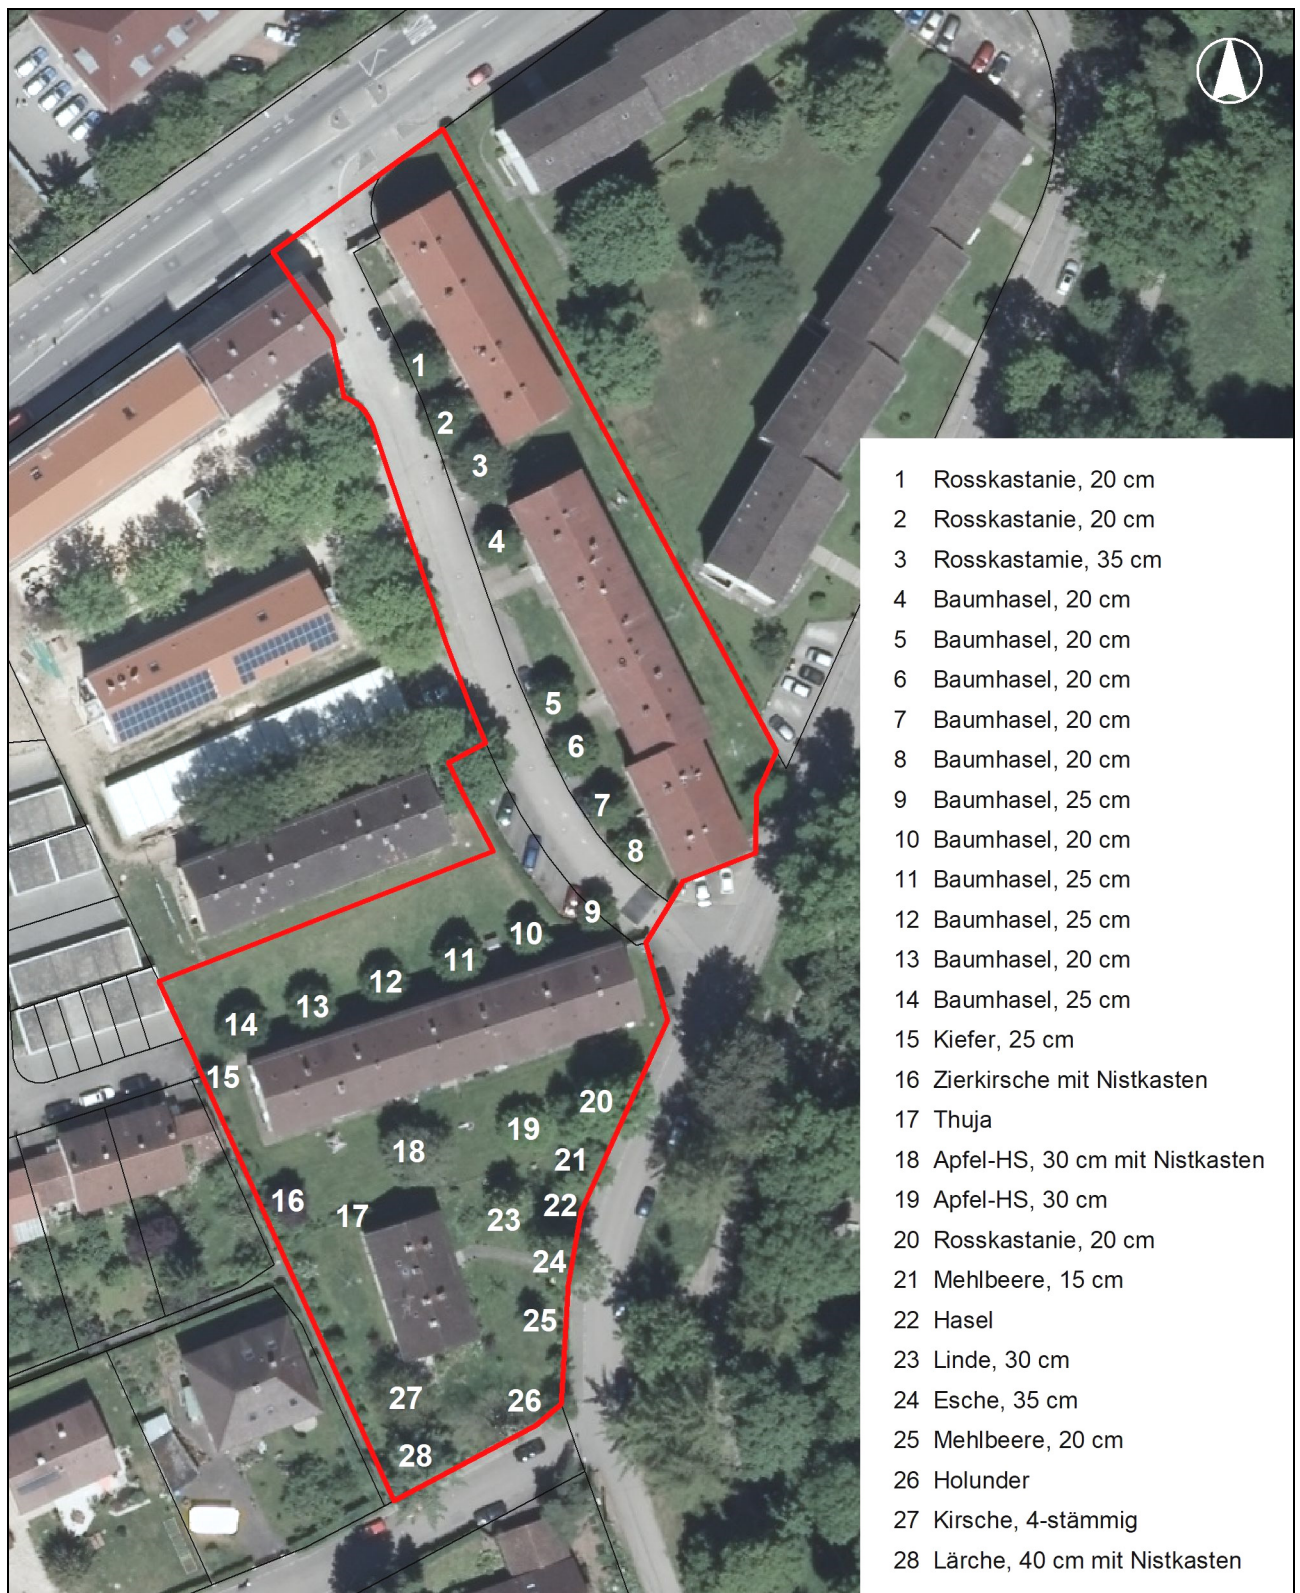 1
2
3
4
5
6
7
8
9
10
11
12
13
14
15
16
17
18
19
20
21
22
23
24
25
26
27
28
1 Rosskastanie, 20 cm
2 Rosskastanie, 20 cm
3 Rosskastamie, 35 cm
4 Baumhasel, 20 cm
5 Baumhasel, 20 cm
6 Baumhasel, 20 cm
7 Baumhasel, 20 cm
8 Baumhasel, 20 cm
9 Baumhasel, 25 cm
10 Baumhasel, 20 cm
11 Baumhasel, 25 cm
12 Baumhasel, 25 cm
13 Baumhasel, 20 cm
14 Baumhasel, 25 cm
15 Kiefer, 25 cm
16 Zierkirsche mit Nistkasten
17 Thuja
18 Apfel-HS, 30 cm mit Nistkasten
19 Apfel-HS, 30 cm
20 Rosskastanie, 20 cm
21 Mehlbeere, 15 cm
22 Hasel
23 Linde, 30 cm
24 Esche, 35 cm
25 Mehlbeere, 20 cm
26 Holunder
27 Kirsche, 4-stämmig
28 Lärche, 40 cm mit Nistkasten